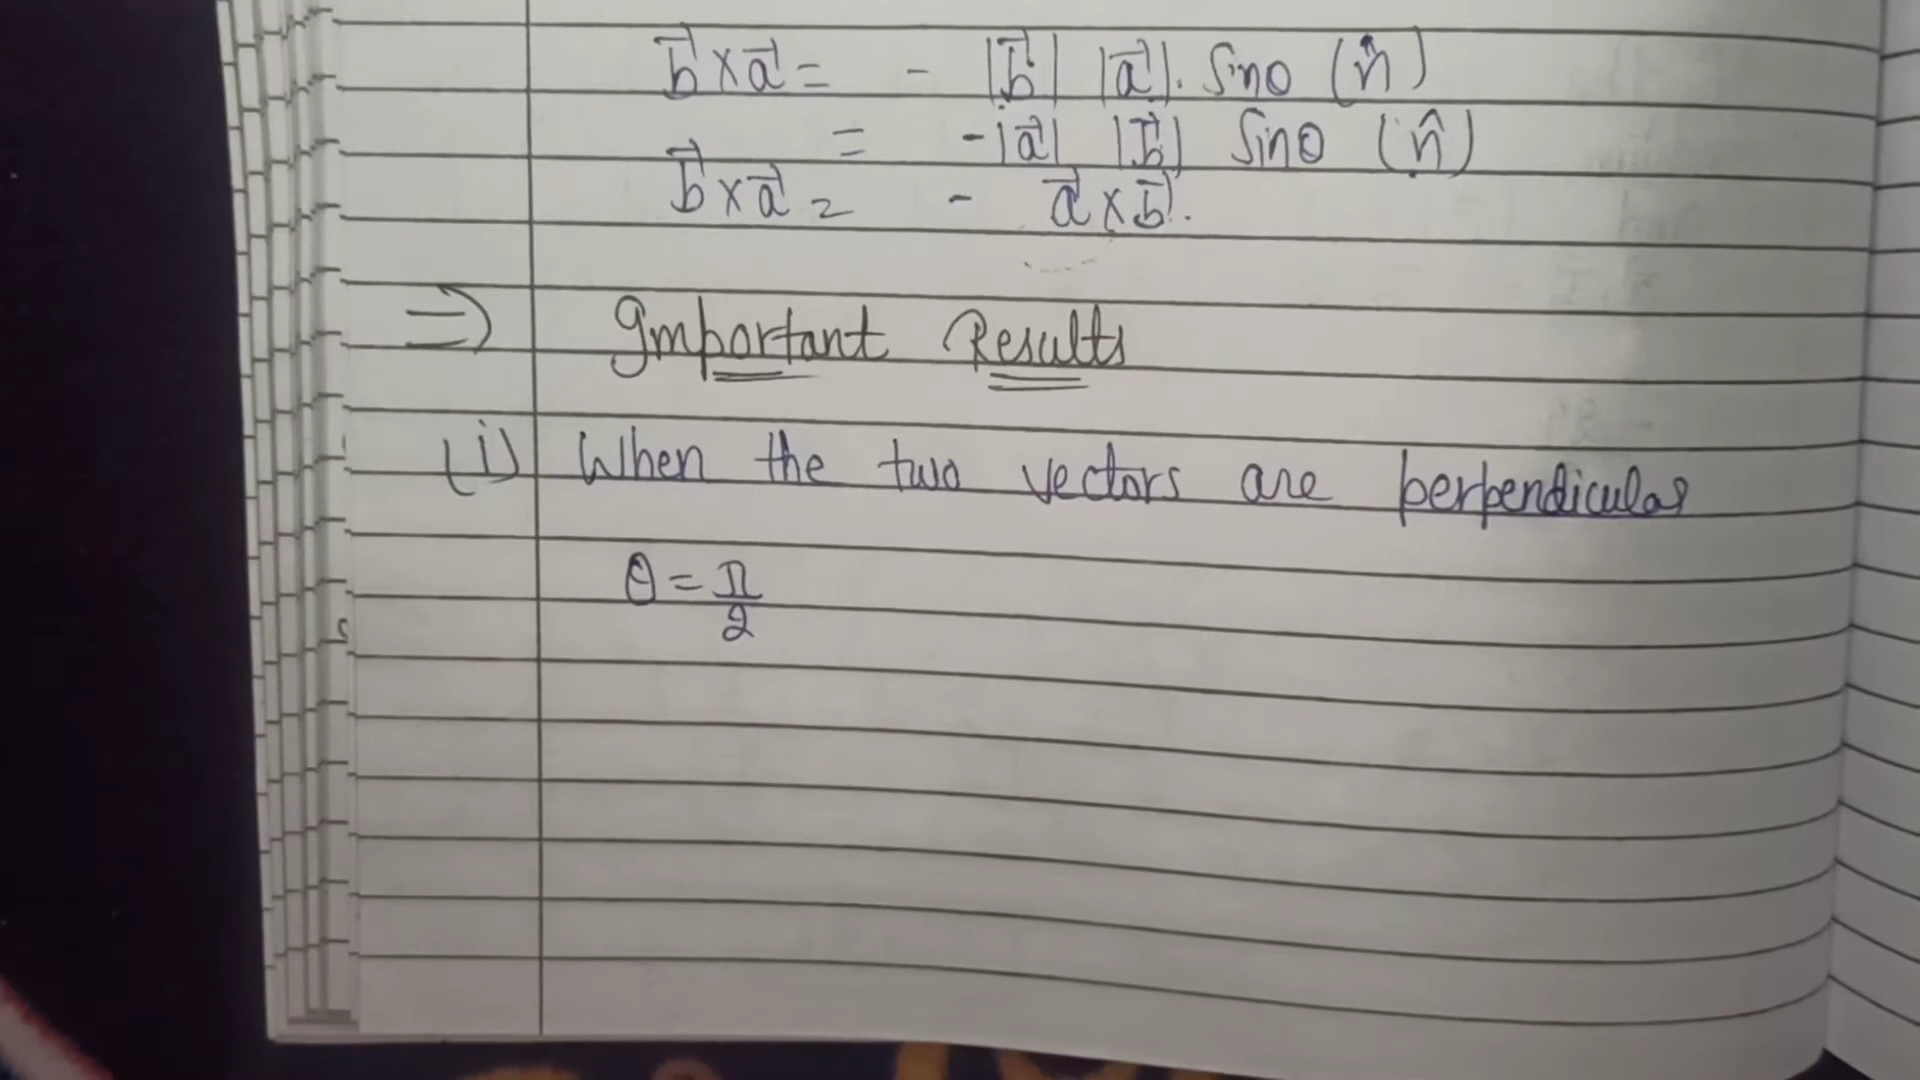 b⃗ × a⃗ = - |b⃗| |a⃗|. Sinθ (n̂)
= - |a⃗| |b⃗| Sinθ (n̂)
b⃗ × a⃗ = - a⃗ × b⃗.
⇒ Important Results
(i) When the two vectors are perpendicular
θ = π/2